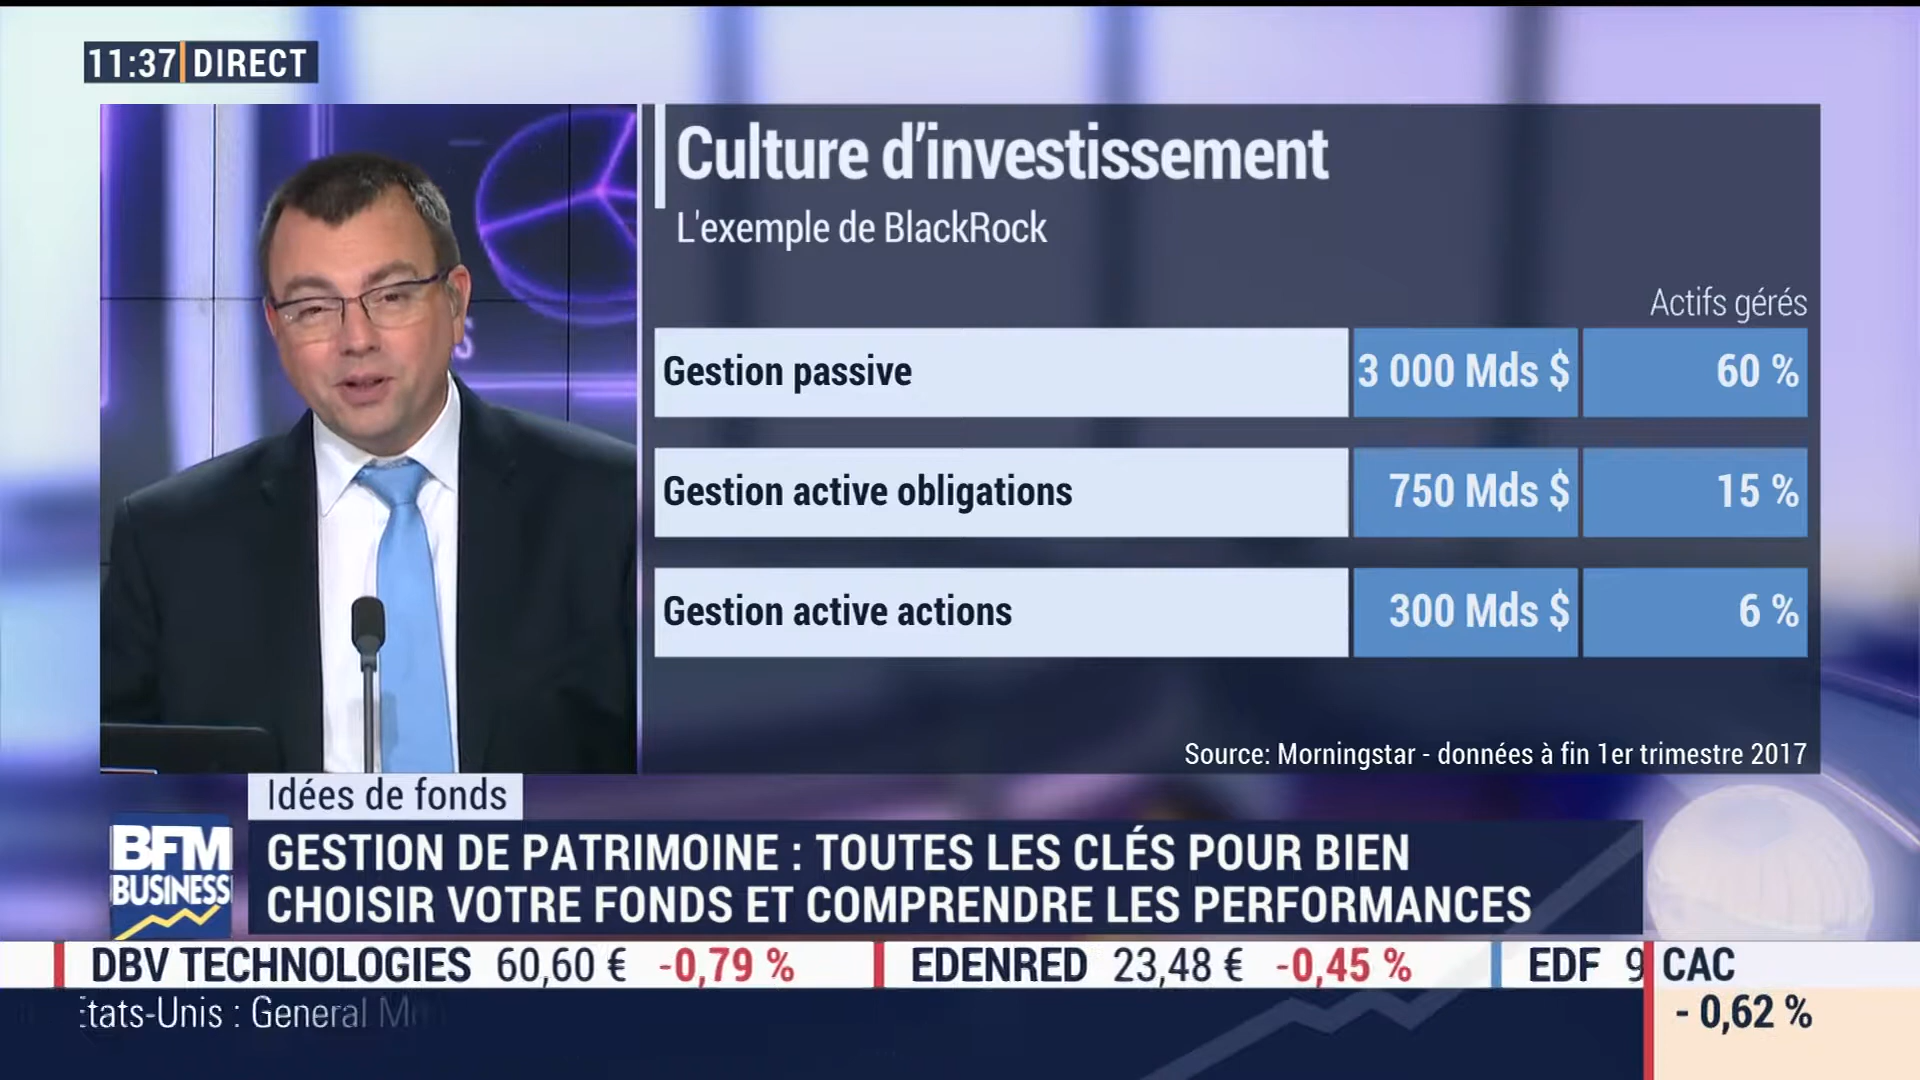 11:37 DIRECT
Culture d'investissement
L'exemple de BlackRock
Actifs gérés
Gestion passive 3 000 Mds $ 60 %
Gestion active obligations 750 Mds $ 15 %
Gestion active actions 300 Mds $ 6 %
Source: Morningstar - données à fin 1er trimestre 2017
Idées de fonds
BFM
BUSINESS
GESTION DE PATRIMOINE : TOUTES LES CLÉS POUR BIEN
CHOISIR VOTRE FONDS ET COMPRENDRE LES PERFORMANCES
DBV TECHNOLOGIES 60,60 € -0,79 % EDENRED 23,48 € -0,45 % EDF 9 CAC
tats-Unis : General - 0,62 %